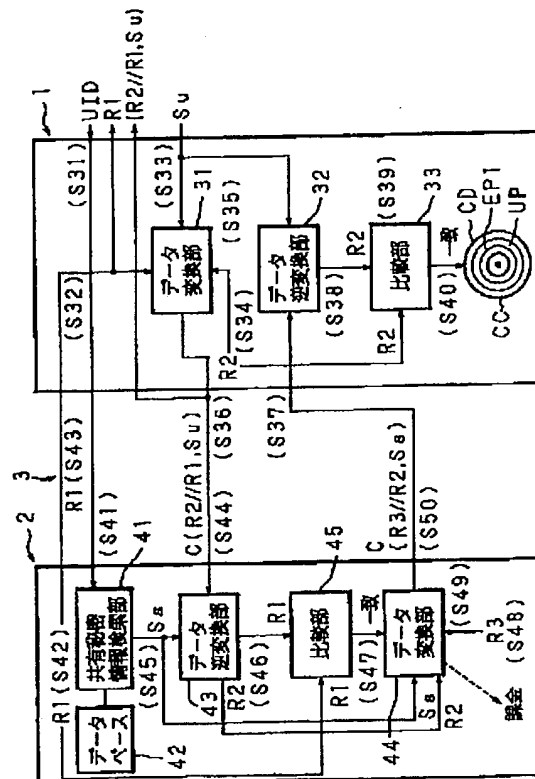 2
3
1
R1(S42)
R1(S43)
(S32)
(S31)
UID
R1
(R2//R1,Su)
Su
(S41)
41
共有秘密
情報検索部
データ
ベース
42
(S45)
Ss
(S33)
31
データ
変換部
(S35)
(S34)
R2
(S36)
C(R2//R1,Su)
(S44)
データ
逆変換部
43
R2
(S46)
R1
32
データ
逆変換部
(S37)
(S38)
R2
45
比較部
R1
(S47)
一致
(S39)
33
比較部
R2
(S40)
一致
C
(R3//R2,Ss)
(S50)
データ
変換部
44
Ss
R2
(S49)
R3
(S48)
課金
CD
EPI
UP
CC